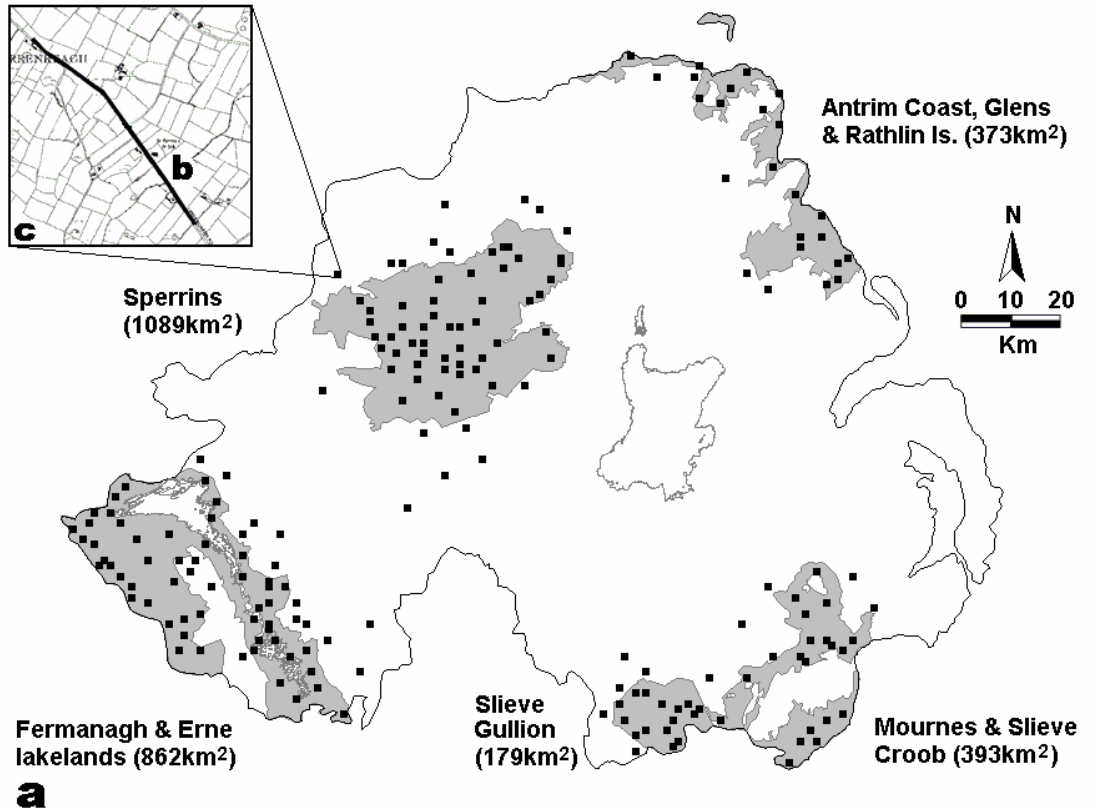 c
b
Antrim Coast, Glens
& Rathlin Is. (373km²)
N
0 10 20
Km
Sperrins
(1089km²)
Fermanagh & Erne
lakelands (862km²)
Slieve
Gullion
(179km²)
Mournes & Slieve
Croob (393km²)
a